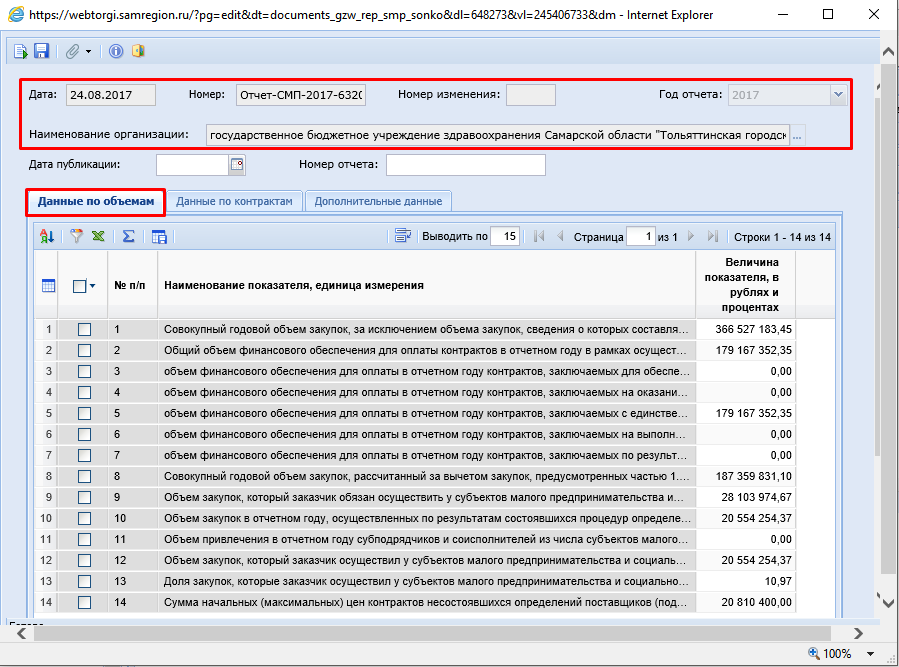 https://webtorgi.samregion.ru/?pg=edit&dt=documents_gzw_rep_smp_sonko&dl=648273&vl=245406733&dm - Internet Explorer
Дата: 24.08.2017 Номер: Отчет-СМП-2017-6320 Номер изменения: Год отчета: 2017
Наименование организации: государственное бюджетное учреждение здравоохранения Самарской области "Тольяттинская городск ...
Дата публикации: Номер отчета:
Данные по объемам Данные по контрактам Дополнительные данные
Выводить по 15 Страница 1 из 1 Строки 1 - 14 из 14
№ п/п Наименование показателя, единица измерения Величина показателя, в рублях и процентах
1 1 Совокупный годовой объем закупок, за исключением объема закупок, сведения о которых составля... 366 527 183,45
2 2 Общий объем финансового обеспечения для оплаты контрактов в отчетном году в рамках осущест... 179 167 352,35
3 3 объем финансового обеспечения для оплаты в отчетном году контрактов, заключаемых для обеспе... 0,00
4 4 объем финансового обеспечения для оплаты в отчетном году контрактов, заключаемых на оказани... 0,00
5 5 объем финансового обеспечения для оплаты в отчетном году контрактов, заключаемых с единстве... 179 167 352,35
6 6 объем финансового обеспечения для оплаты в отчетном году контрактов, заключаемых на выполн... 0,00
7 7 объем финансового обеспечения для оплаты в отчетном году контрактов, заключаемых по результ... 0,00
8 8 Совокупный годовой объем закупок, рассчитанный за вычетом закупок, предусмотренных частью 1.... 187 359 831,10
9 9 Объем закупок, который заказчик обязан осуществить у субъектов малого предпринимательства и... 28 103 974,67
10 10 Объем закупок в отчетном году, осуществленных по результатам состоявшихся процедур определе... 20 554 254,37
11 11 Объем привлечения в отчетном году субподрядчиков и соисполнителей из числа субъектов малого... 0,00
12 12 Объем закупок, который заказчик осуществил у субъектов малого предпринимательства и социаль... 20 554 254,37
13 13 Доля закупок, которые заказчик осуществил у субъектов малого предпринимательства и социально... 10,97
14 14 Сумма начальных (максимальных) цен контрактов несостоявшихся определений поставщиков (под... 20 810 400,00
100%